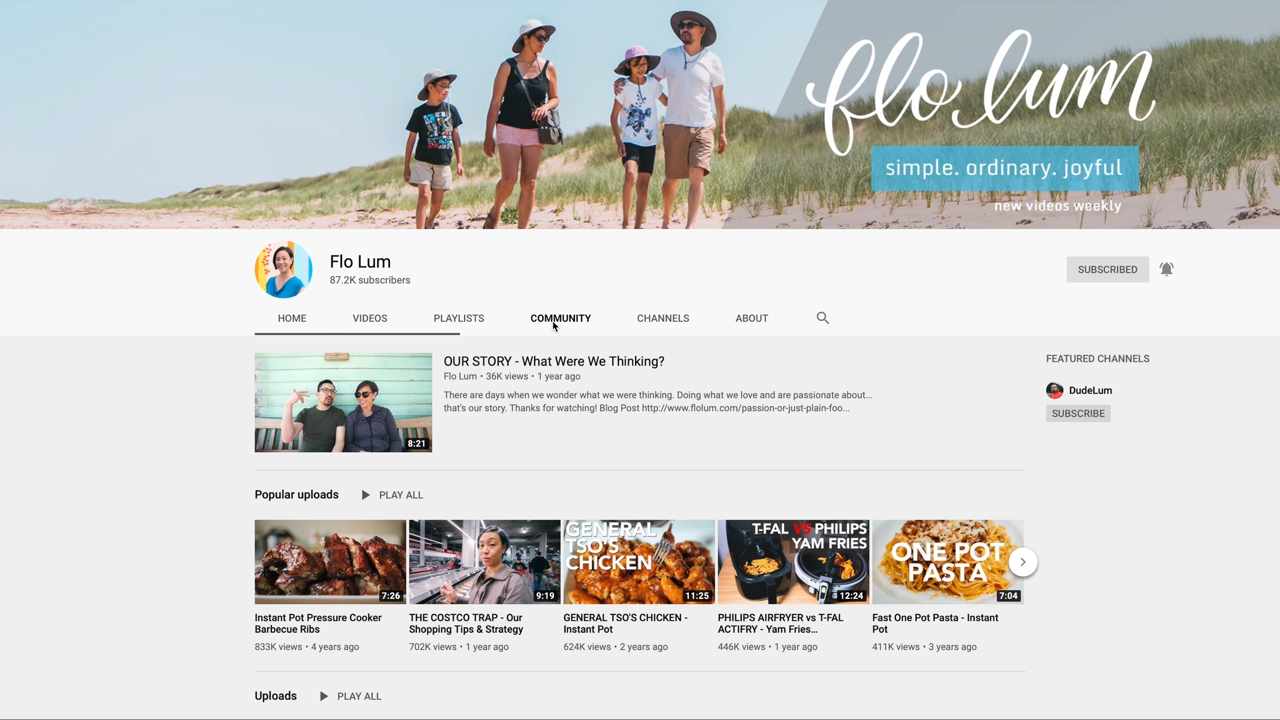 flo lum
simple. ordinary. joyful
new videos weekly
Flo Lum
87.2K subscribers
SUBSCRIBED
HOME
VIDEOS
PLAYLISTS
COMMUNITY
CHANNELS
ABOUT
OUR STORY - What Were We Thinking?
Flo Lum • 36K views • 1 year ago
There are days when we wonder what we were thinking. Doing what we love and are passionate about...
that's our story. Thanks for watching! Blog Post http://www.flolum.com/passion-or-just-plain-foo...
8:21
FEATURED CHANNELS
DudeLum
SUBSCRIBE
Popular uploads
PLAY ALL
7:26
Instant Pot Pressure Cooker
Barbecue Ribs
833K views • 4 years ago
9:19
THE COSTCO TRAP - Our
Shopping Tips & Strategy
702K views • 1 year ago
GENERAL
TSO'S
CHICKEN
11:25
GENERAL TSO'S CHICKEN -
Instant Pot
624K views • 2 years ago
T-FAL VS PHILIPS
YAM FRIES
12:24
PHILIPS AIRFRYER vs T-FAL
ACTIFRY - Yam Fries...
446K views • 1 year ago
ONE POT
PASTA
7:04
Fast One Pot Pasta - Instant
Pot
411K views • 3 years ago
Uploads
PLAY ALL